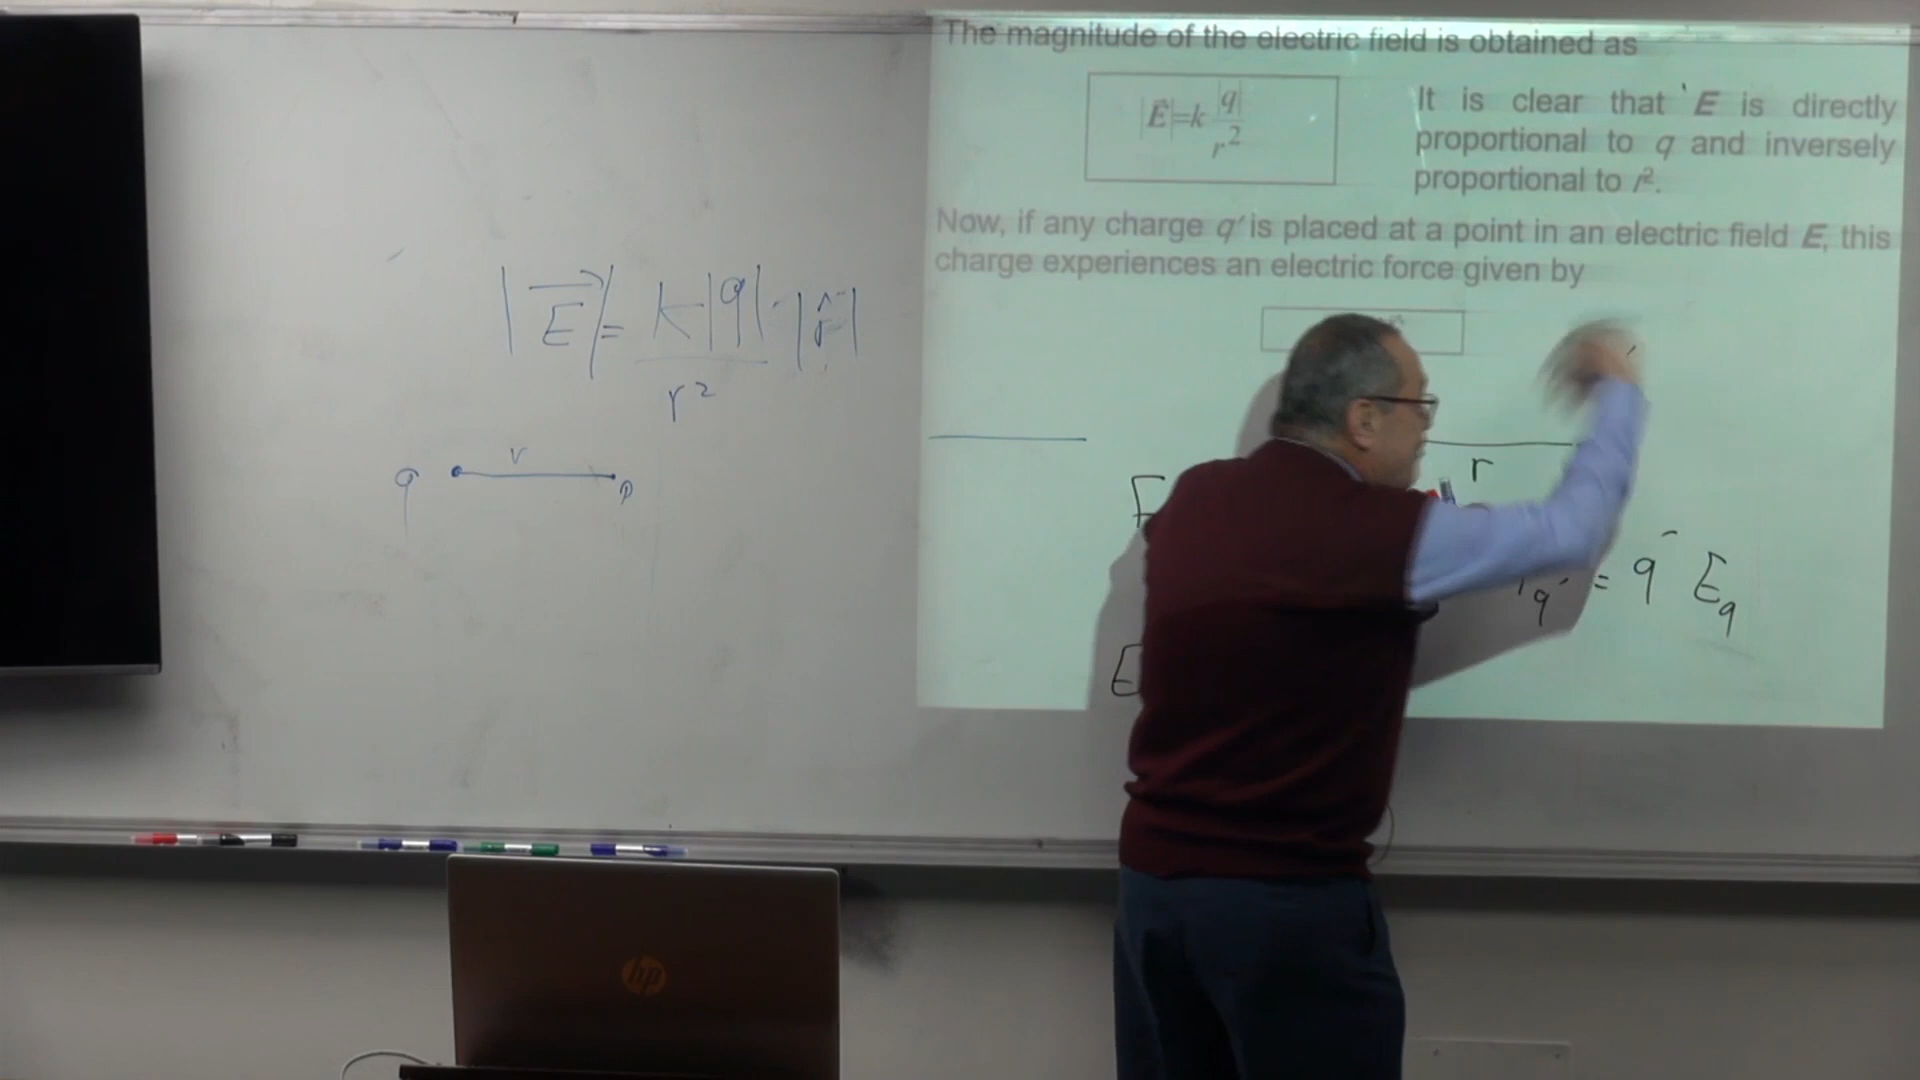 The magnitude of the electric field is obtained as
|E⃗|=k |q|/r²
It is clear that E is directly
proportional to q and inversely
proportional to r².
Now, if any charge q′ is placed at a point in an electric field E, this
charge experiences an electric force given by
|E⃗| = k|q|/r² · |r̂|
q r p
r
q′ = q′ E_q
E
hp